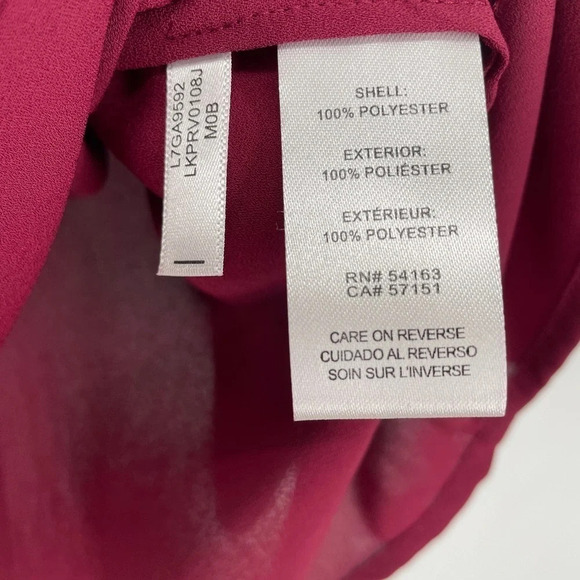 L7GA9592
LKPRV0108J
M0B
SHELL:
100% POLYESTER
EXTERIOR:
100% POLIÉSTER
EXTÉRIEUR:
100% POLYESTER
RN# 54163
CA# 57151
CARE ON REVERSE
CUIDADO AL REVERSO
SOIN SUR L'INVERSE